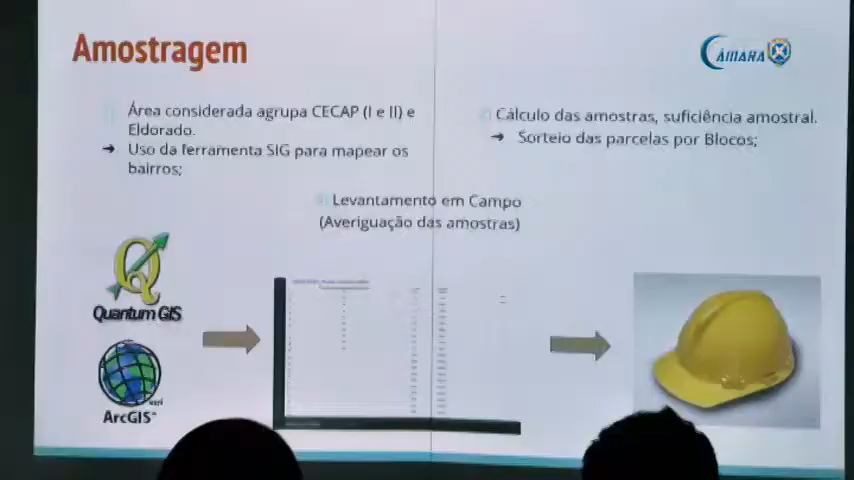 Amostragem
CÂMARA
Área considerada agrupa CECAP (I e II) e
Eldorado.
➔ Uso da ferramenta SIG para mapear os
bairros;
Cálculo das amostras, suficiência amostral.
➔ Sorteio das parcelas por Blocos;
Levantamento em Campo
(Averiguação das amostras)
Quantum GIS
esri
ArcGIS